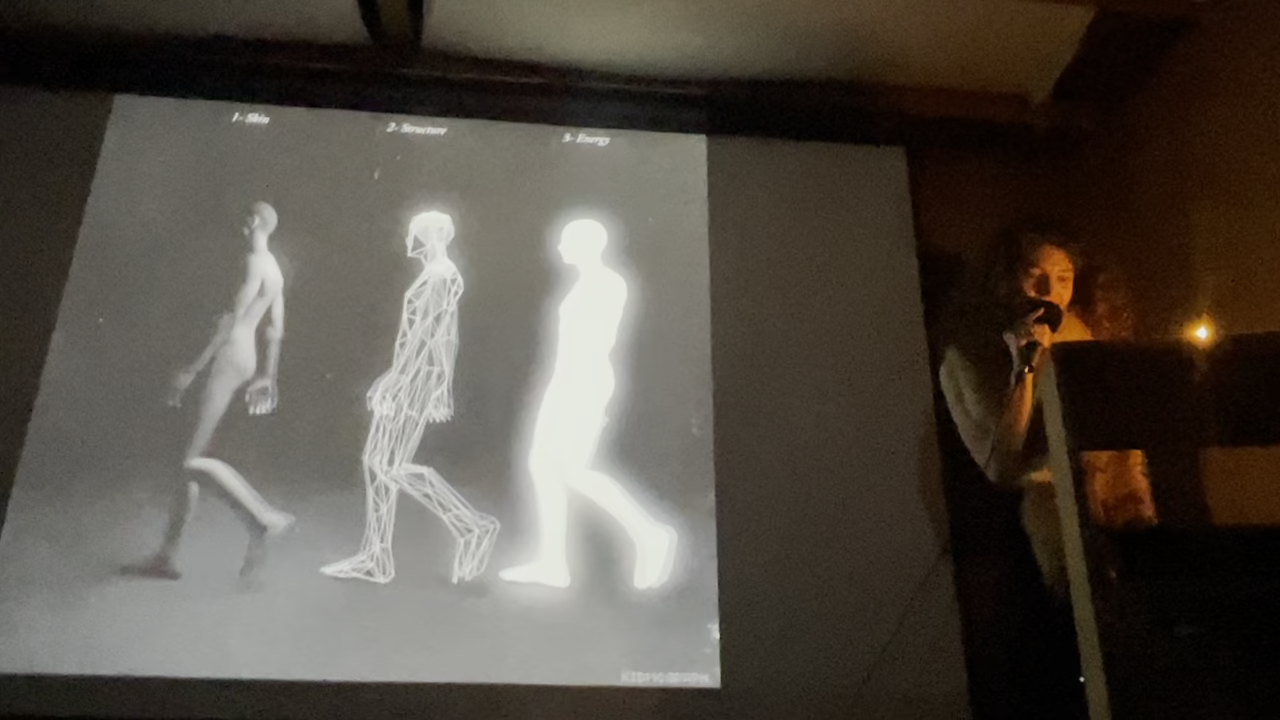 1- Skin
2- Structure
3- Energy